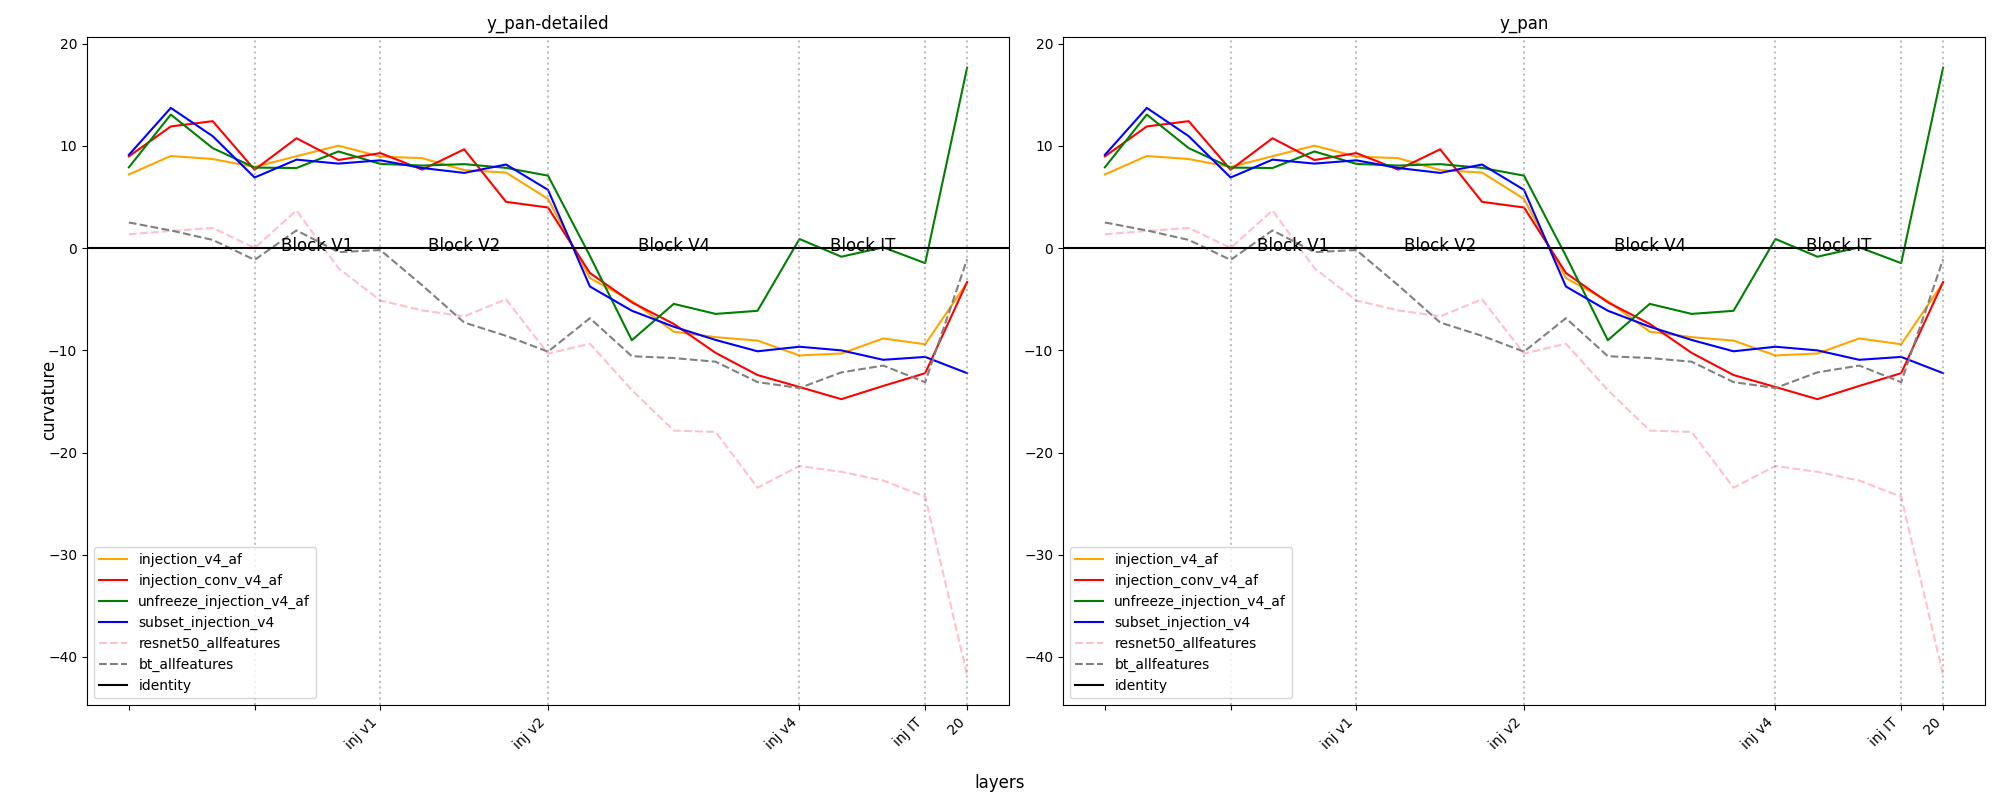 y_pan-detailed
20
10
0
−10
−20
−30
−40
curvature
Block V1
Block V2
Block V4
Block IT
injection_v4_af
injection_conv_v4_af
unfreeze_injection_v4_af
subset_injection_v4
resnet50_allfeatures
bt_allfeatures
identity
inj v1
inj v2
inj v4
inj IT
20
y_pan
20
10
0
−10
−20
−30
−40
Block V1
Block V2
Block V4
Block IT
injection_v4_af
injection_conv_v4_af
unfreeze_injection_v4_af
subset_injection_v4
resnet50_allfeatures
bt_allfeatures
identity
inj v1
inj v2
inj v4
inj IT
20
layers